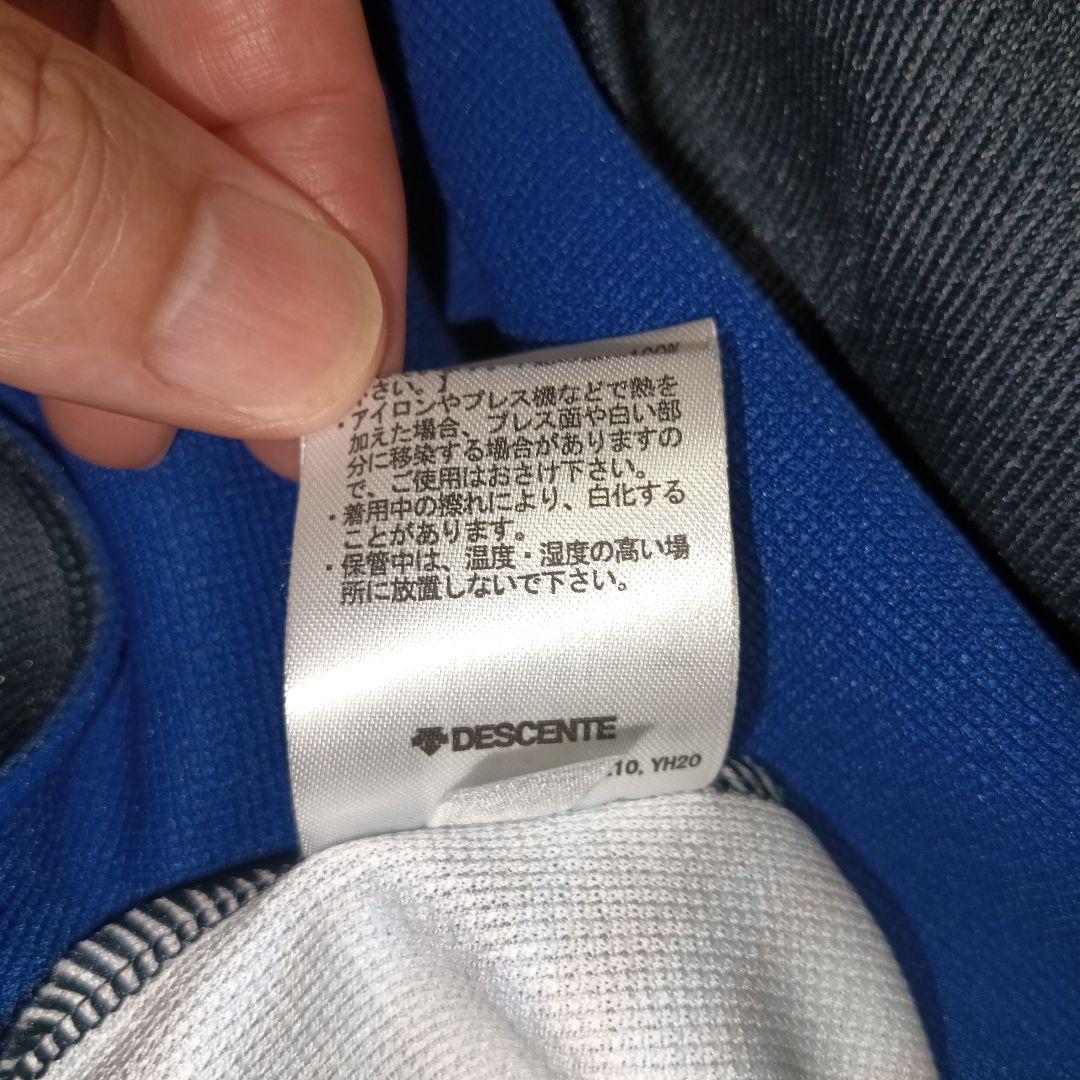 100%
下さい。】
・アイロンやプレス機などで熱を
加えた場合、プレス面や白い部
分に移染する場合がありますの
で、ご使用はおさけ下さい。
・着用中の擦れにより、白化する
ことがあります。
・保管中は、温度・湿度の高い場
所に放置しないで下さい。
DESCENTE
.10, YH20